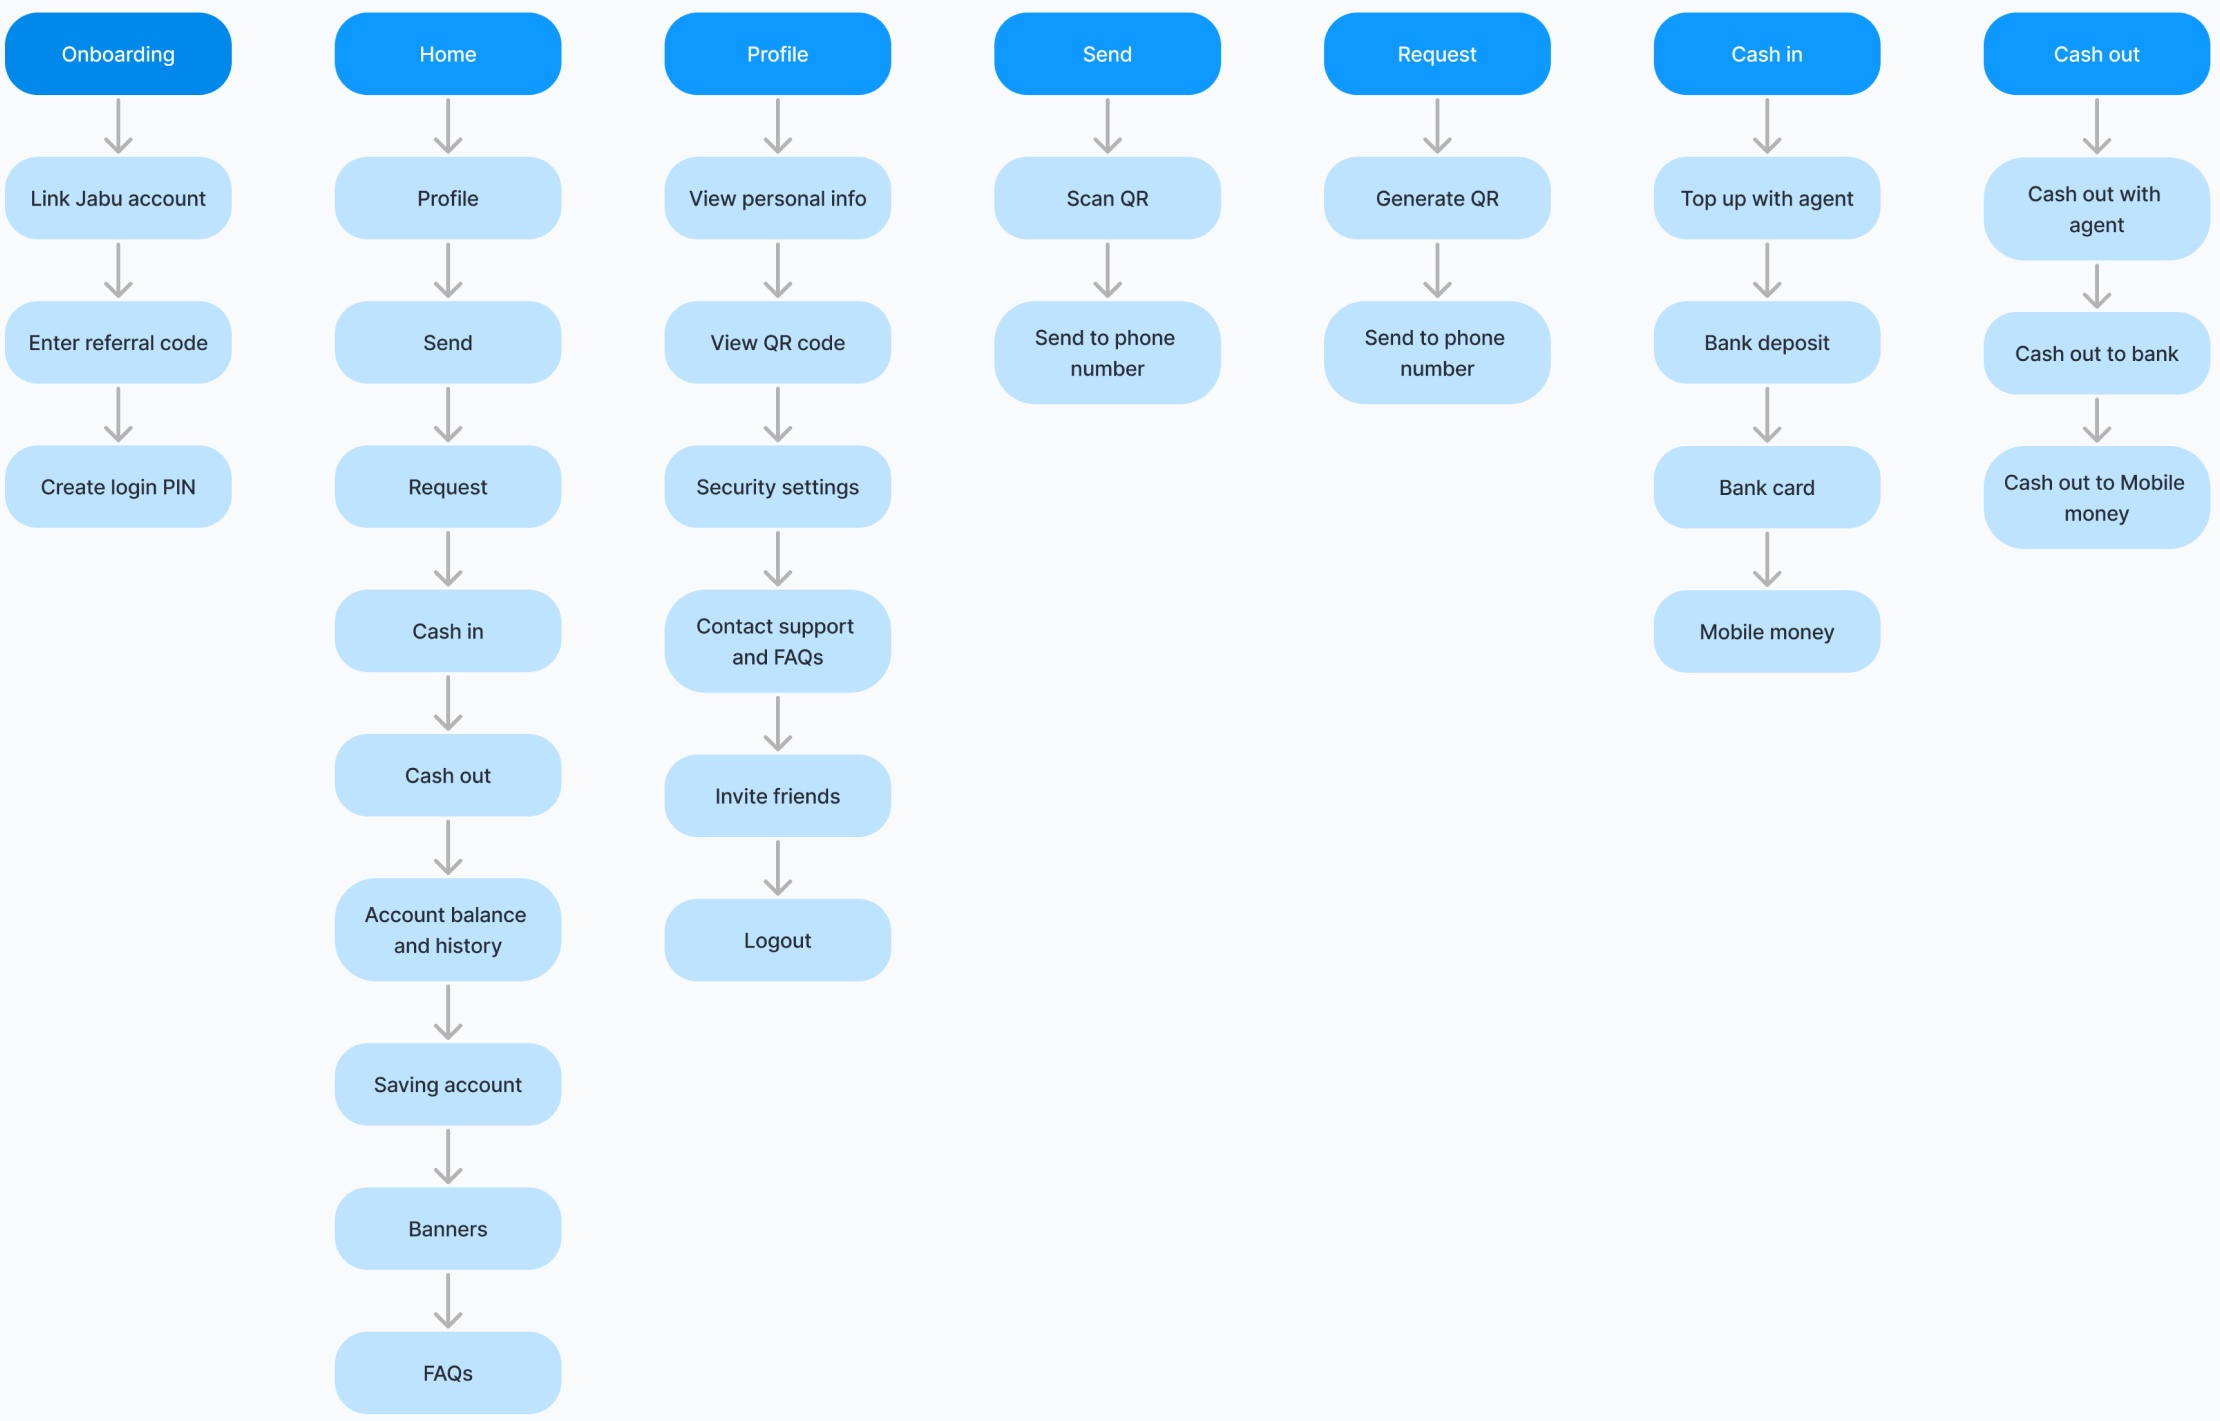 Onboarding
Link Jabu account
Enter referral code
Create login PIN
Home
Profile
Send
Request
Cash in
Cash out
Account balance
and history
Saving account
Banners
FAQs
Profile
View personal info
View QR code
Security settings
Contact support
and FAQs
Invite friends
Logout
Send
Scan QR
Send to phone
number
Request
Generate QR
Send to phone
number
Cash in
Top up with agent
Bank deposit
Bank card
Mobile money
Cash out
Cash out with
agent
Cash out to bank
Cash out to Mobile
money